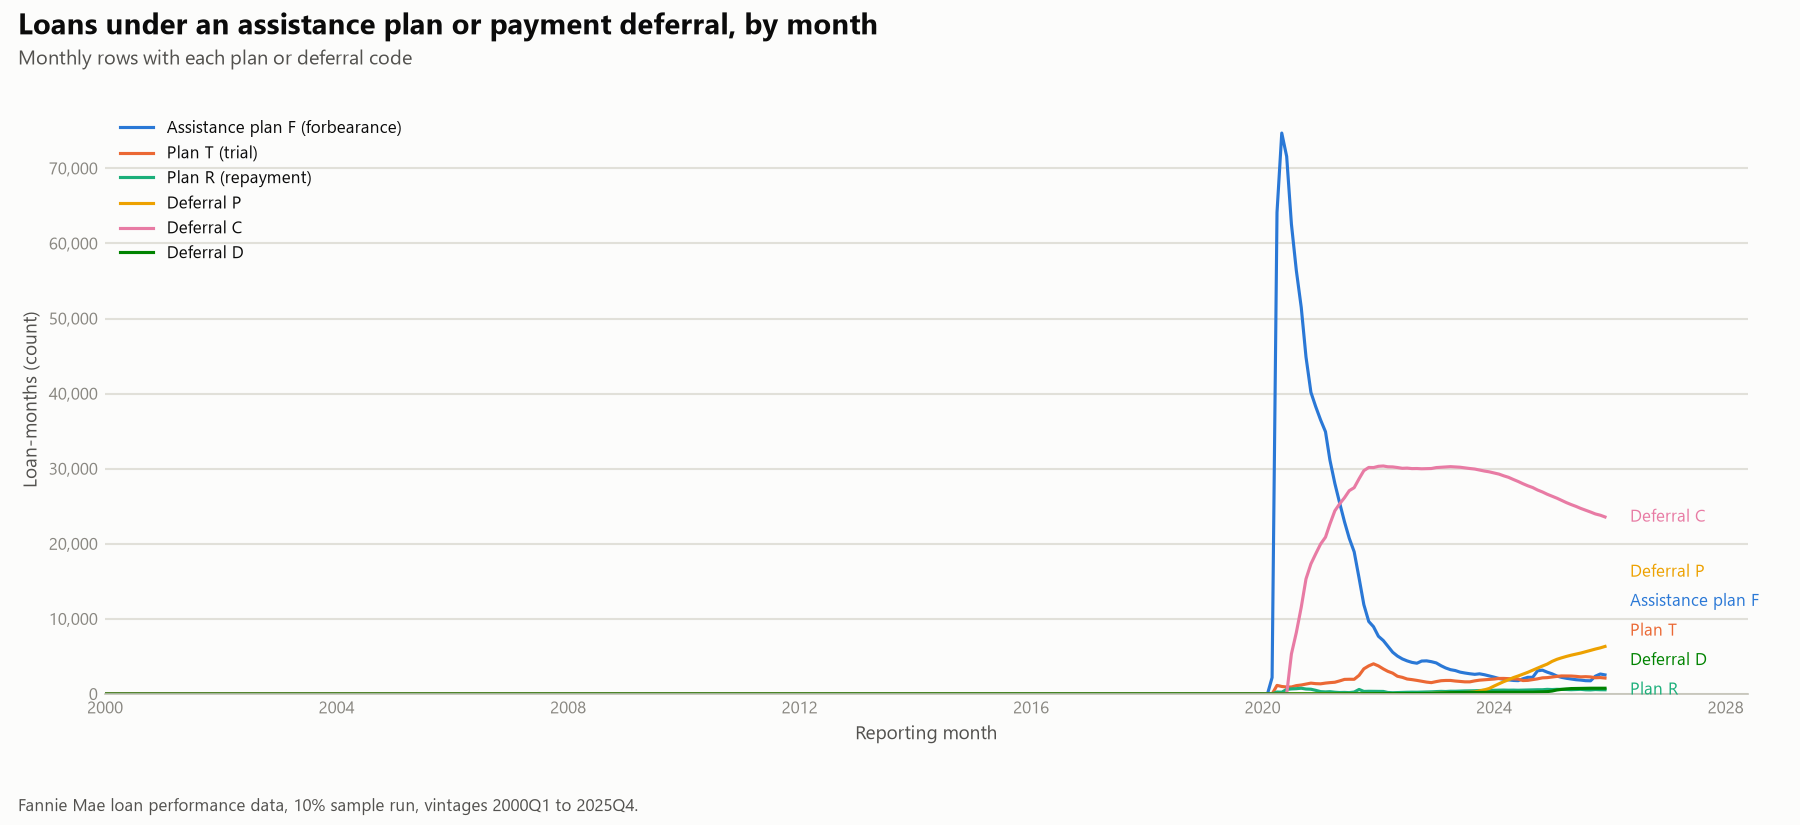 Loans under an assistance plan or payment deferral, by month
Monthly rows with each plan or deferral code
Assistance plan F (forbearance)
Plan T (trial)
Plan R (repayment)
Deferral P
Deferral C
Deferral D
Loan-months (count)
70,000
60,000
50,000
40,000
30,000
20,000
10,000
0
2000
2004
2008
2012
2016
2020
2024
2028
Reporting month
Deferral C
Deferral P
Assistance plan F
Plan T
Deferral D
Plan R
Fannie Mae loan performance data, 10% sample run, vintages 2000Q1 to 2025Q4.